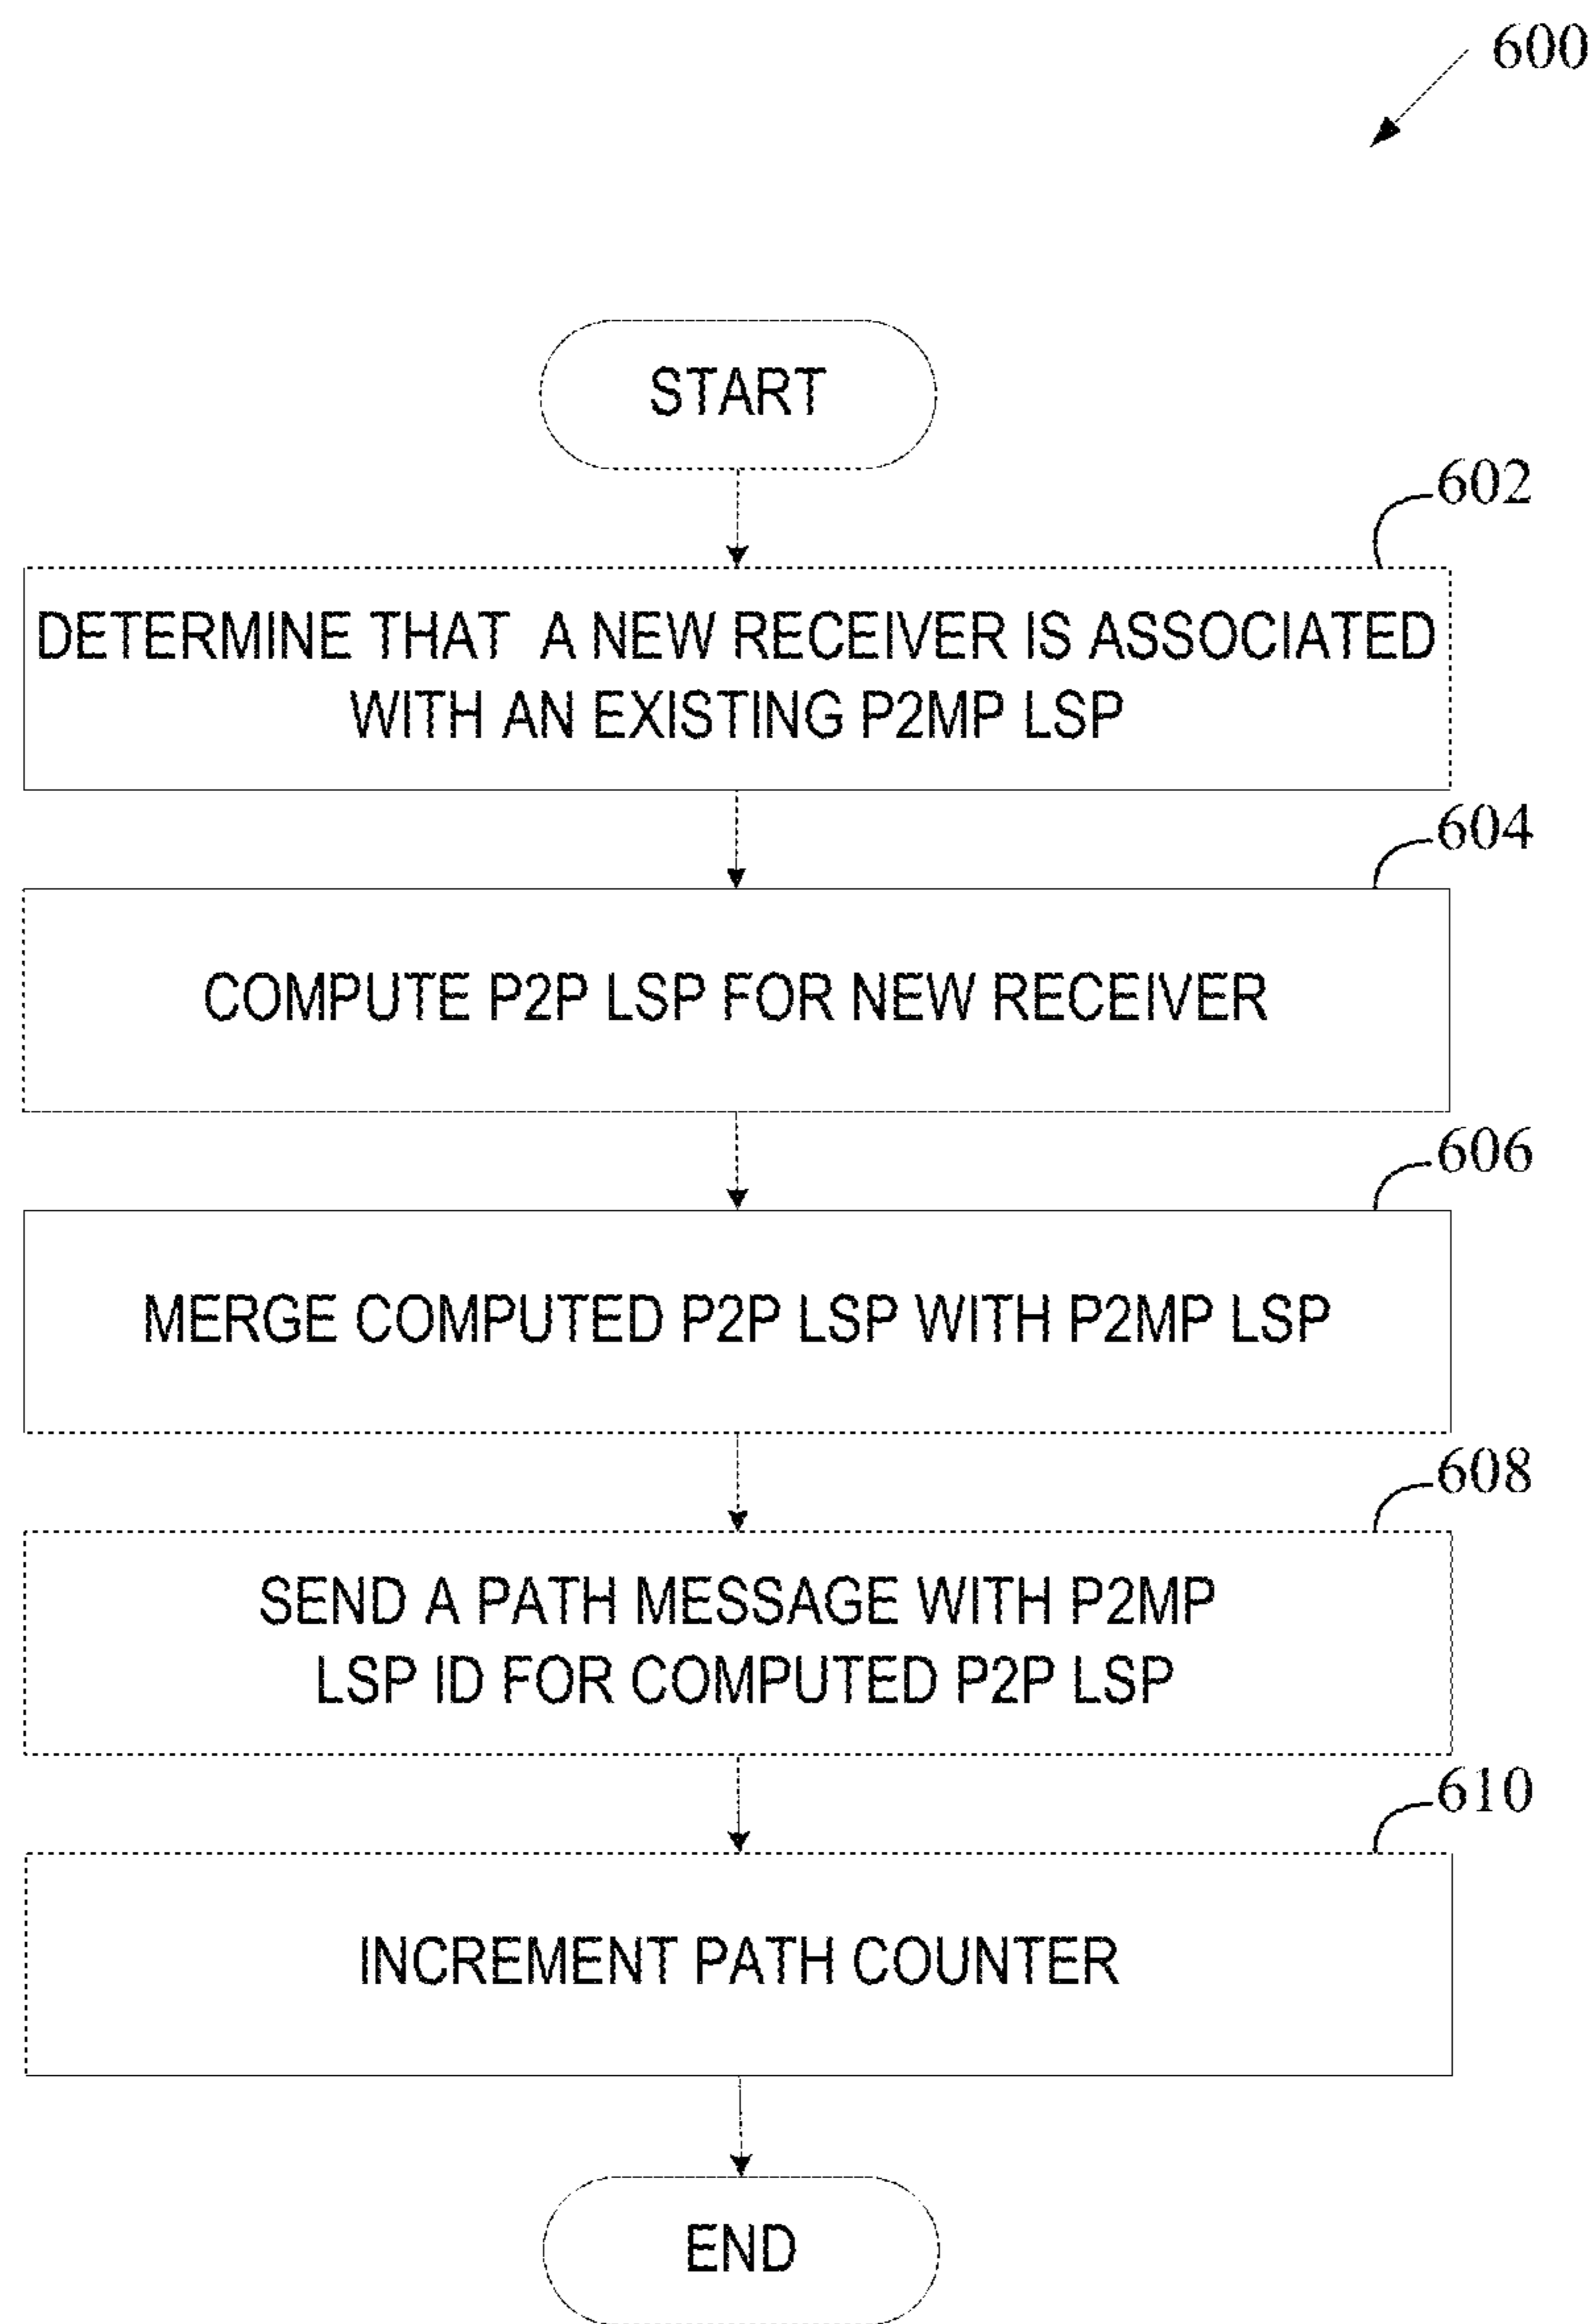 600
START
602
DETERMINE THAT A NEW RECEIVER IS ASSOCIATED
WITH AN EXISTING P2MP LSP
604
COMPUTE P2P LSP FOR NEW RECEIVER
606
MERGE COMPUTED P2P LSP WITH P2MP LSP
608
SEND A PATH MESSAGE WITH P2MP
LSP ID FOR COMPUTED P2P LSP
610
INCREMENT PATH COUNTER
END